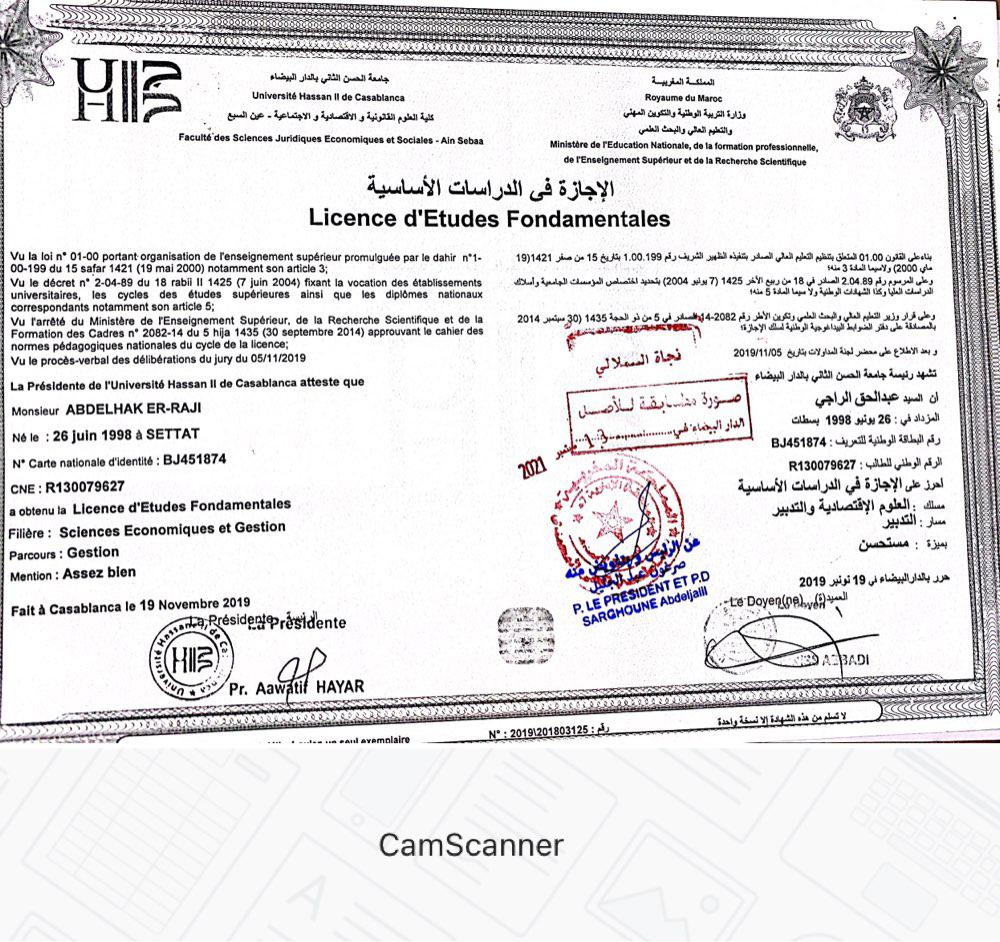 جامعة الحسن الثاني بالدار البيضاء
Université Hassan II de Casablanca
كلية العلوم القانونية و الاقتصادية و الاجتماعية - عين السبع
Faculté des Sciences Juridiques Economiques et Sociales - Ain Sebaa
المملكة المغربية
Royaume du Maroc
وزارة التربية الوطنية والتكوين المهني
والتعليم العالي والبحث العلمي
Ministère de l'Education Nationale, de la formation professionnelle,
de l'Enseignement Supérieur et de la Recherche Scientifique
الإجازة في الدراسات الأساسية
Licence d'Etudes Fondamentales
Vu la loi n° 01-00 portant organisation de l'enseignement supérieur promulguée par le dahir n°1-
00-199 du 15 safar 1421 (19 mai 2000) notamment son article 3;
Vu le décret n° 2-04-89 du 18 rabii II 1425 (7 juin 2004) fixant la vocation des établissements
universitaires, les cycles des études supérieures ainsi que les diplômes nationaux
correspondants notamment son article 5;
Vu l'arrêté du Ministère de l'Enseignement Supérieur, de la Recherche Scientifique et de la
Formation des Cadres n° 2082-14 du 5 hija 1435 (30 septembre 2014) approuvant le cahier des
normes pédagogiques nationales du cycle de la licence;
Vu le procès-verbal des délibérations du jury du 05/11/2019
La Présidente de l'Université Hassan II de Casablanca atteste que
Monsieur ABDELHAK ER-RAJI
Né le : 26 juin 1998 à SETTAT
N° Carte nationale d'identité : BJ451874
CNE : R130079627
a obtenu la Licence d'Etudes Fondamentales
Filière : Sciences Economiques et Gestion
Parcours : Gestion
Mention : Assez bien
Fait à Casablanca le 19 Novembre 2019
La Présidente
Pr. Aawatif HAYAR
بناء على القانون 01.00 المتعلق بتنظيم التعليم العالي الصادر بتنفيذه الظهير الشريف رقم 1.00.199 بتاريخ 15 من صفر 1421(19
ماي 2000) ولاسيما المادة 3 منه؛
وعلى المرسوم رقم 2.04.89 الصادر في 18 من ربيع الآخر 1425 (7 يونيو 2004) بتحديد اختصاص المؤسسات الجامعية وأسلاك
الدراسات العليا وكذا الشهادات الوطنية ولا سيما المادة 5 منه؛
وعلى قرار وزير التعليم العالي والبحث العلمي وتكوين الأطر رقم 2082-14 الصادر في 5 من ذو الحجة 1435 (30 سبتمبر 2014
بالمصادقة على دفتر الضوابط البيداغوجية الوطنية لسلك الإجازة؛
و بعد الاطلاع على محضر لجنة المداولات بتاريخ 2019/11/05
تشهد رئيسة جامعة الحسن الثاني بالدار البيضاء
ان السيد عبدالحق الراجي
المزداد في : 26 يونيو 1998 بسطات
رقم البطاقة الوطنية للتعريف : BJ451874
الرقم الوطني للطالب : R130079627
احرز على الإجازة في الدراسات الأساسية
مسلك : العلوم الإقتصادية والتدبير
مسار : التدبير
بميزة : مستحسن
حرر بالدارالبيضاء في 19 نونبر 2019
العميد(ة)
Le Doyen(ne)
نجاة السملالي
صورة مطابقة للأصل
الدار البيضاء في
13 سبتمبر 2021
عن الرئيس وبتفويض منه
صرغون عبد الجليل
P. LE PRESIDENT ET P.D
SARGHOUNE Abdeljalil
N° : 2019\201803125 : رقم
لا تسلم من هذه الشهادة إلا نسخة واحدة
CamScanner